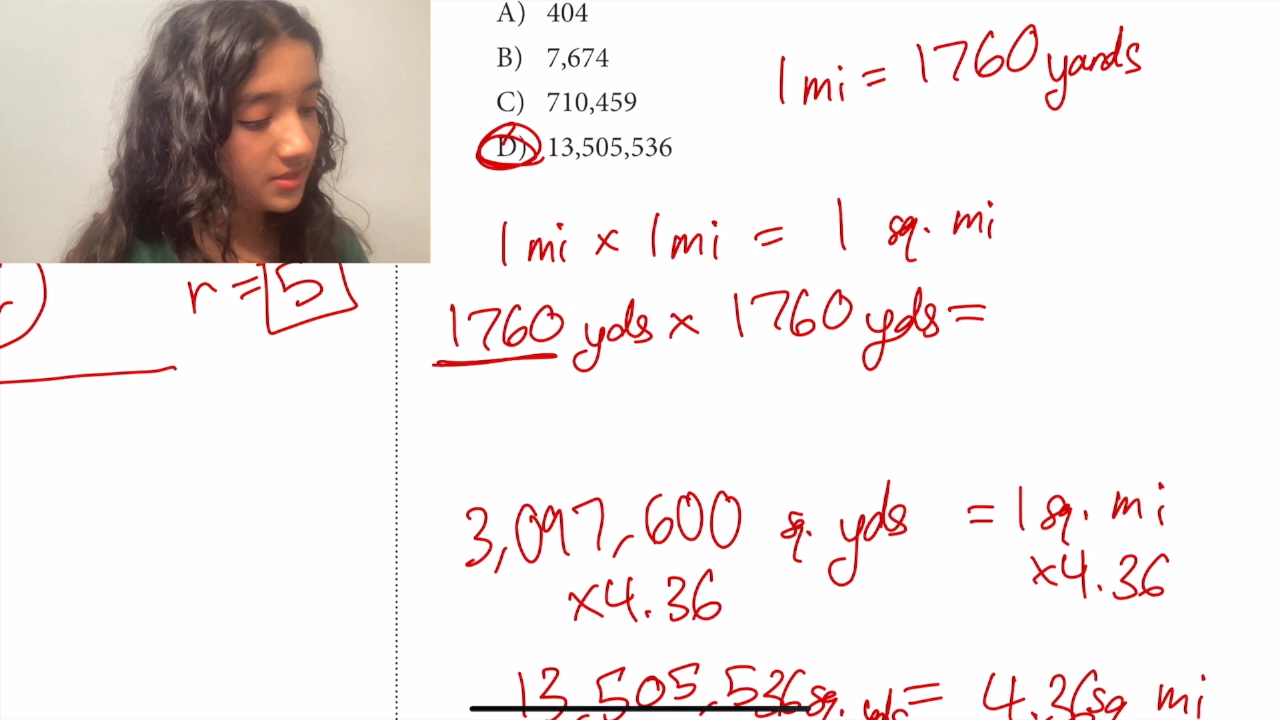 A) 404
B) 7,674
C) 710,459
D) 13,505,536
1 mi = 1760 yards
1 mi × 1 mi = 1 sq. mi
r = 5
1760 yds × 1760 yds =
3,097,600 sq. yds = 1 sq. mi
×4.36 ×4.36
13,505,536 sq. yds = 4.36 sq mi